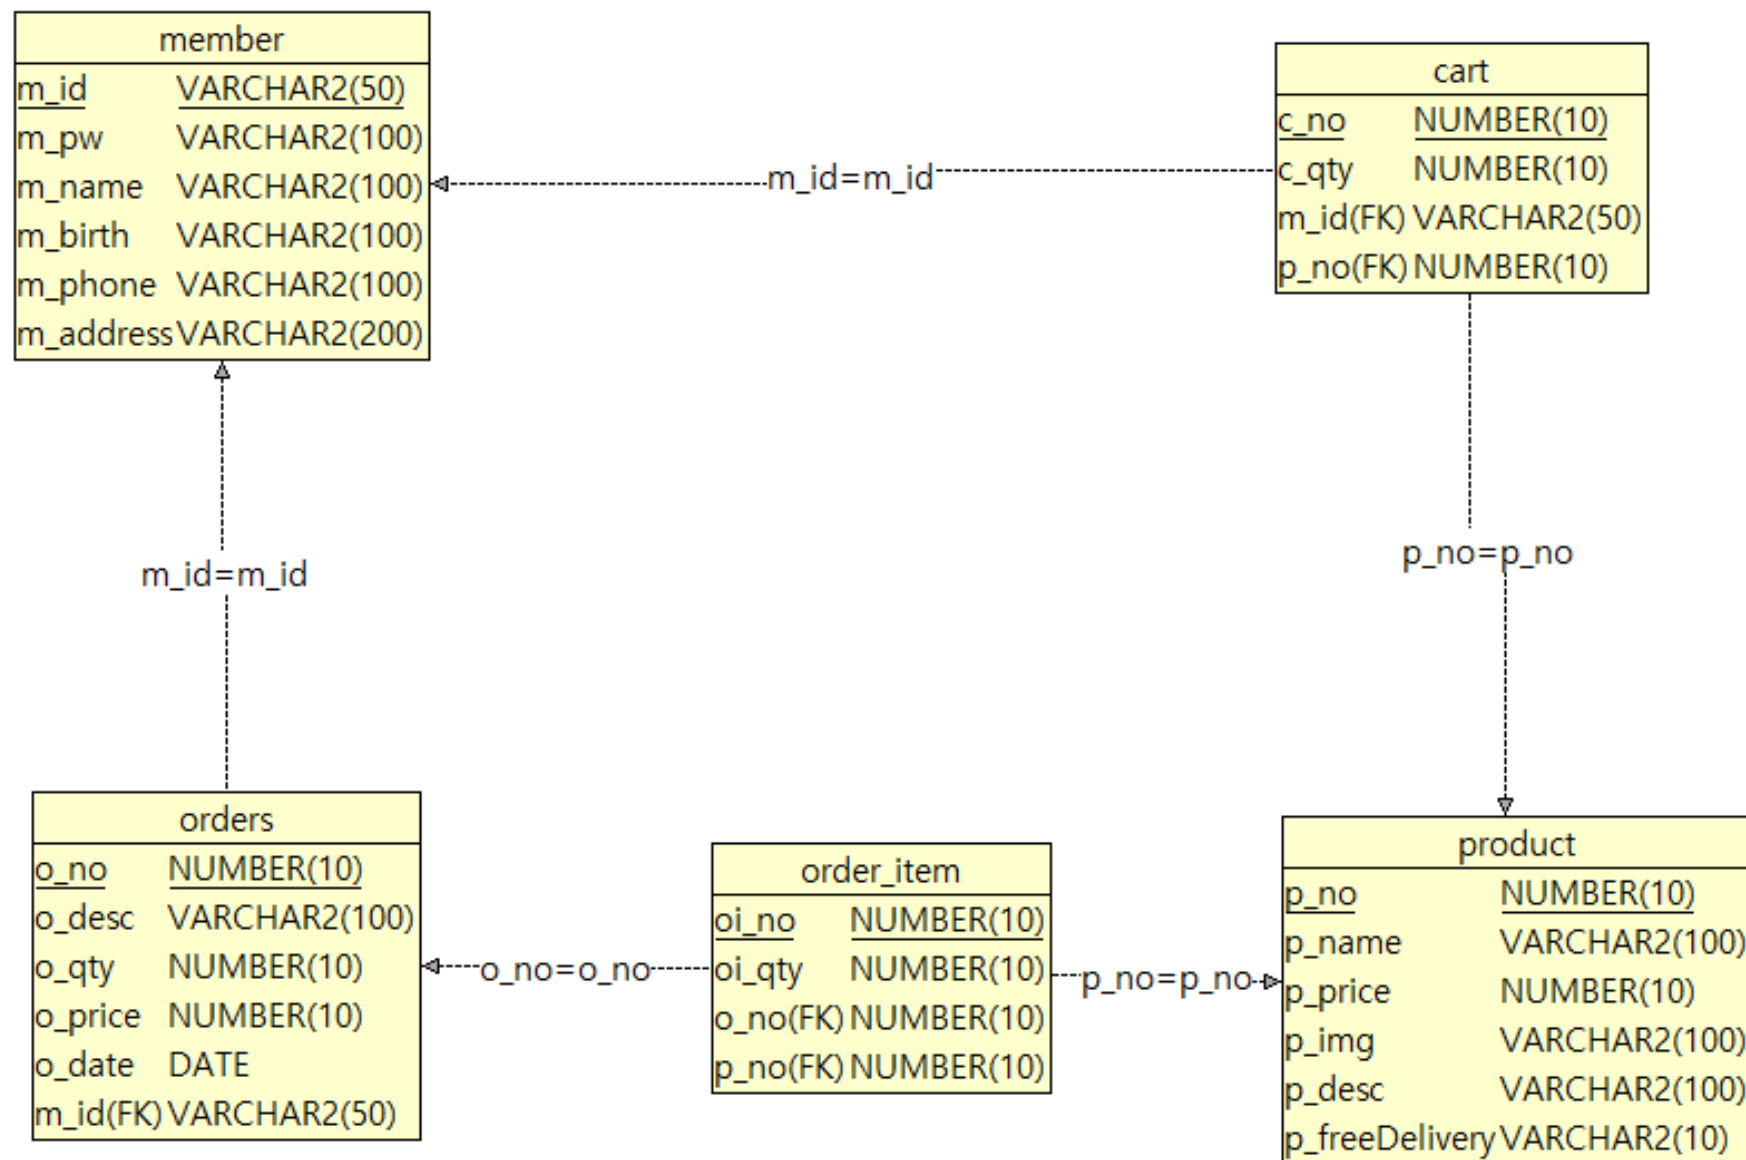 member
m_id VARCHAR2(50)
m_pw VARCHAR2(100)
m_name VARCHAR2(100)
m_birth VARCHAR2(100)
m_phone VARCHAR2(100)
m_address VARCHAR2(200)
cart
c_no NUMBER(10)
c_qty NUMBER(10)
m_id(FK) VARCHAR2(50)
p_no(FK) NUMBER(10)
m_id=m_id
m_id=m_id
p_no=p_no
orders
o_no NUMBER(10)
o_desc VARCHAR2(100)
o_qty NUMBER(10)
o_price NUMBER(10)
o_date DATE
m_id(FK) VARCHAR2(50)
o_no=o_no
order_item
oi_no NUMBER(10)
oi_qty NUMBER(10)
o_no(FK) NUMBER(10)
p_no(FK) NUMBER(10)
p_no=p_no
product
p_no NUMBER(10)
p_name VARCHAR2(100)
p_price NUMBER(10)
p_img VARCHAR2(100)
p_desc VARCHAR2(100)
p_freeDelivery VARCHAR2(10)